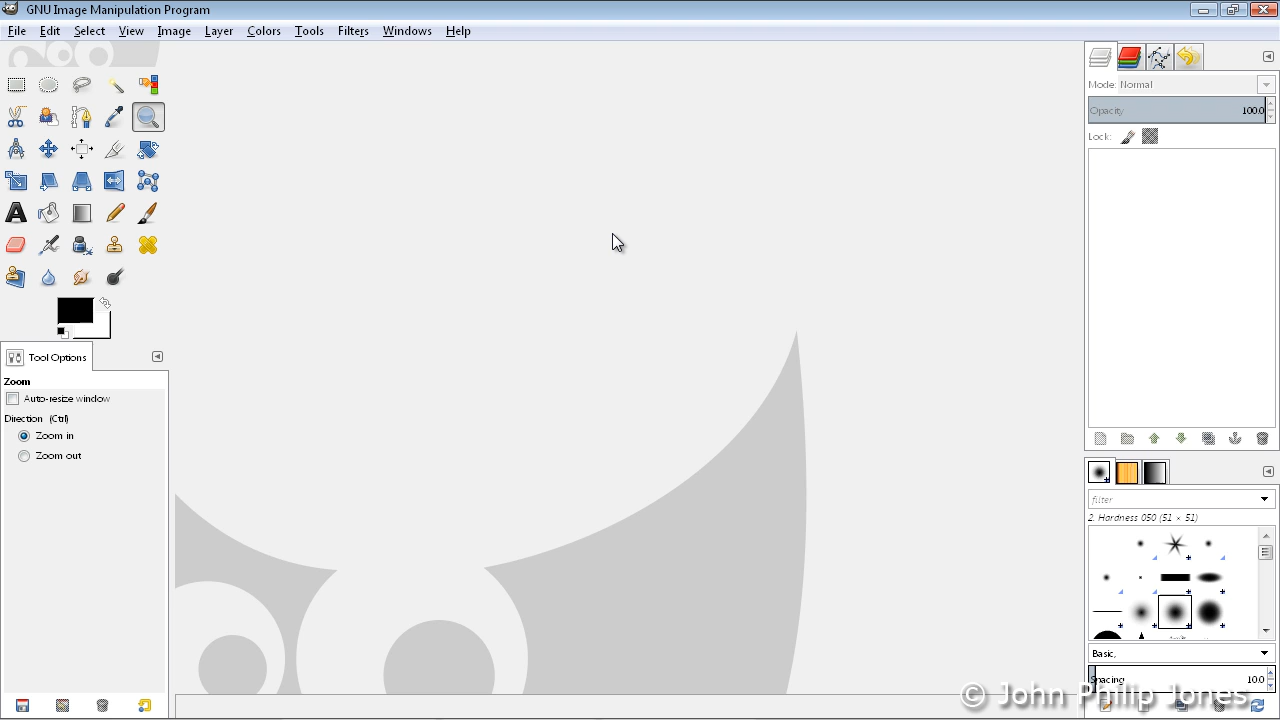 GNU Image Manipulation Program
File Edit Select View Image Layer Colors Tools Filters Windows Help
Mode: Normal
Opacity 100.0
Lock:
Tool Options
Zoom
Auto-resize window
Direction (Ctrl)
Zoom in
Zoom out
filter
2. Hardness 050 (51 × 51)
Basic,
Spacing 10.0
© John Philip Jones.